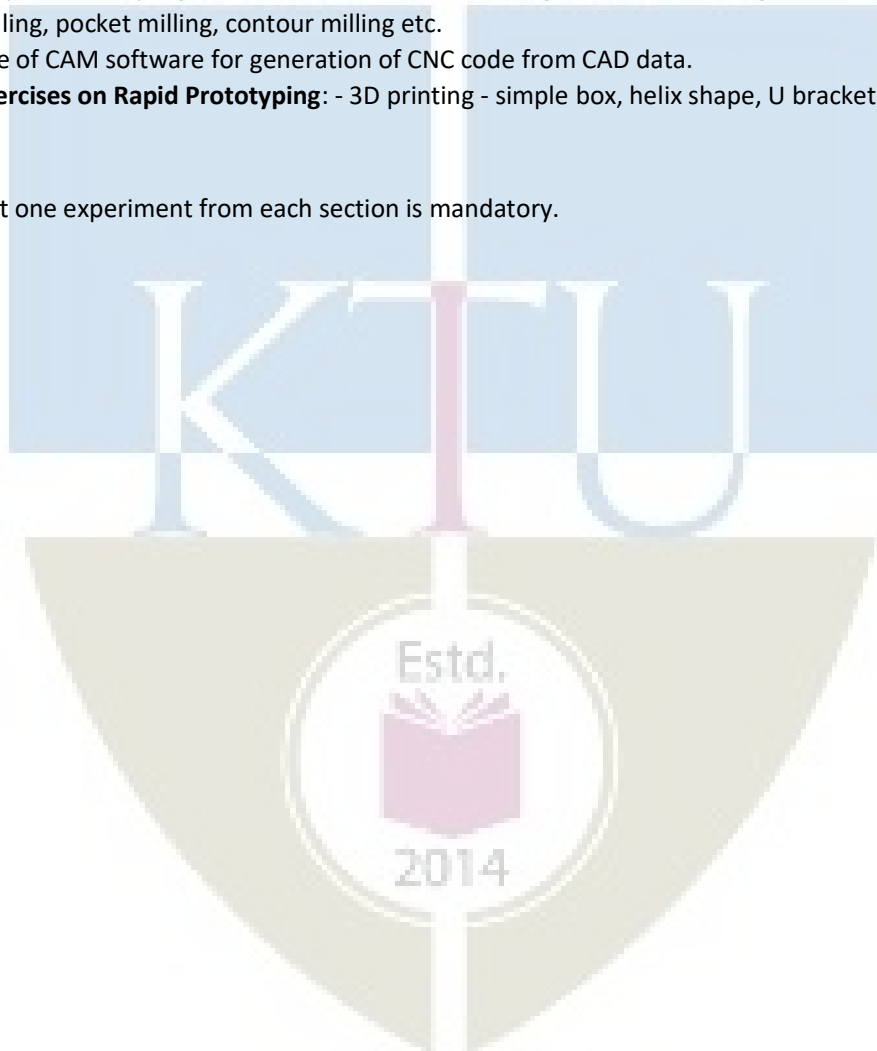 ling, pocket milling, contour milling etc.
e of CAM software for generation of CNC code from CAD data.
ercises on Rapid Prototyping: - 3D printing - simple box, helix shape, U bracket
t one experiment from each section is mandatory.
KTU
Estd.
2014